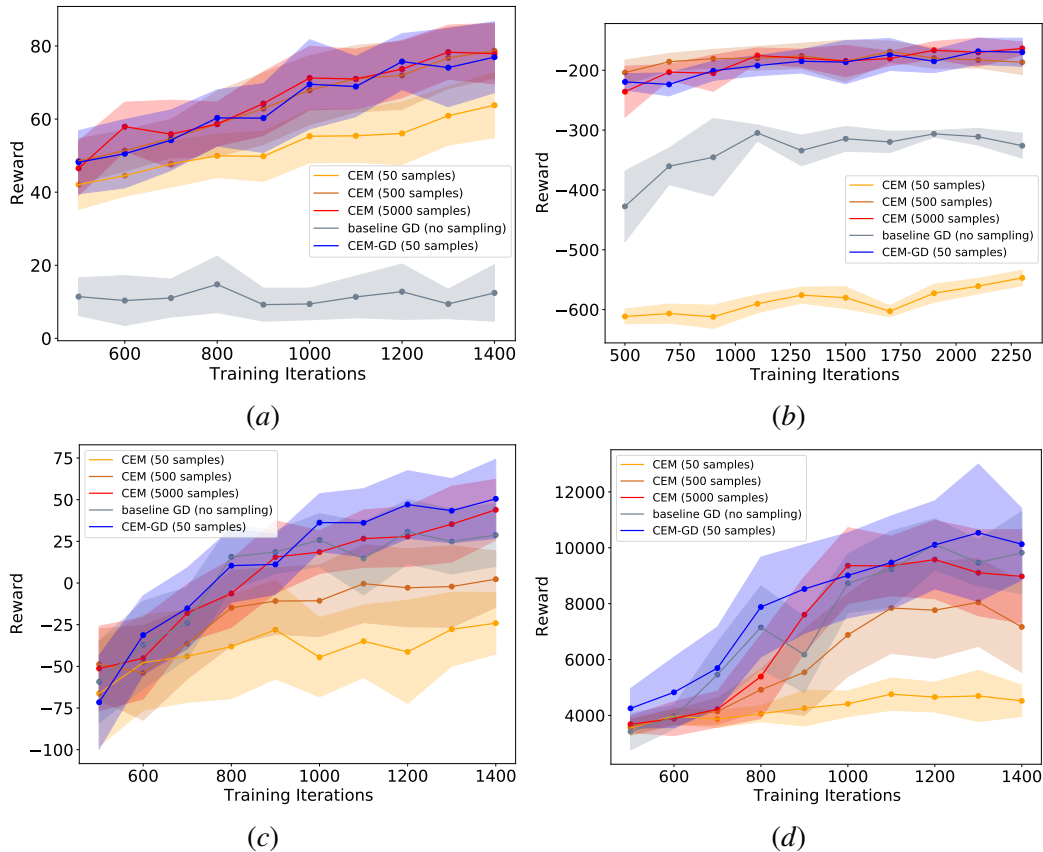 80
60
40
20
0
Reward
CEM (50 samples)
CEM (500 samples)
CEM (5000 samples)
baseline GD (no sampling)
CEM-GD (50 samples)
600 800 1000 1200 1400
Training Iterations
(a)
−200
−300
−400
−500
−600
Reward
CEM (50 samples)
CEM (500 samples)
CEM (5000 samples)
baseline GD (no sampling)
CEM-GD (50 samples)
500 750 1000 1250 1500 1750 2000 2250
Training Iterations
(b)
75
50
25
0
−25
−50
−75
−100
Reward
CEM (50 samples)
CEM (500 samples)
CEM (5000 samples)
baseline GD (no sampling)
CEM-GD (50 samples)
600 800 1000 1200 1400
Training Iterations
(c)
12000
10000
8000
6000
4000
Reward
CEM (50 samples)
CEM (500 samples)
CEM (5000 samples)
baseline GD (no sampling)
CEM-GD (50 samples)
600 800 1000 1200 1400
Training Iterations
(d)